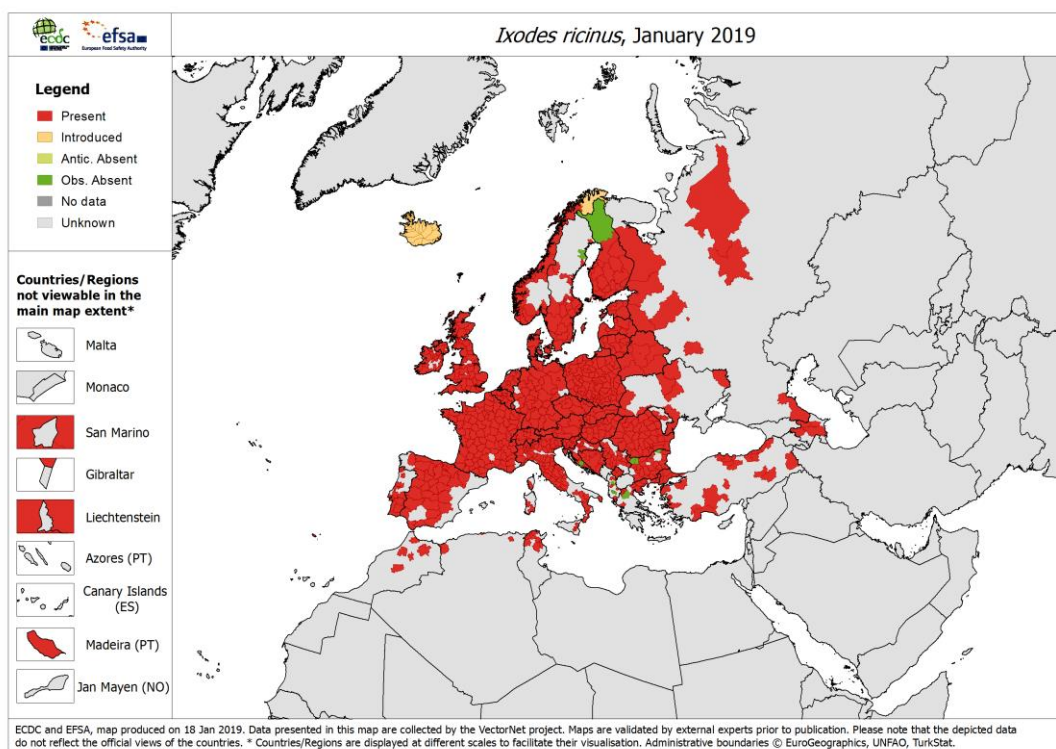 ecdc
efsa
European Food Safety Authority
Ixodes ricinus, January 2019
Legend
Present
Introduced
Antic. Absent
Obs. Absent
No data
Unknown
Countries/Regions
not viewable in the
main map extent*
Malta
Monaco
San Marino
Gibraltar
Liechtenstein
Azores (PT)
Canary Islands
(ES)
Madeira (PT)
Jan Mayen (NO)
ECDC and EFSA, map produced on 18 Jan 2019. Data presented in this map are collected by the VectorNet project. Maps are validated by external experts prior to publication. Please note that the depicted data
do not reflect the official views of the countries. * Countries/Regions are displayed at different scales to facilitate their visualisation. Administrative boundaries © EuroGeographics, UNFAO, TurkStat.